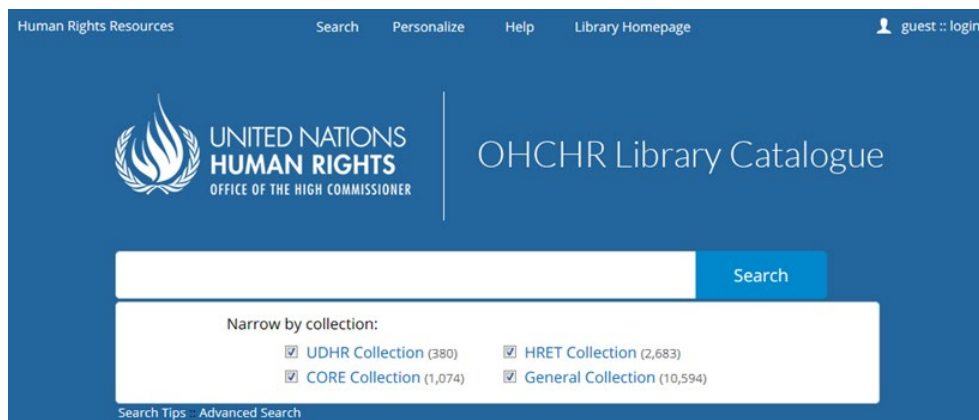 Human Rights Resources Search Personalize Help Library Homepage guest :: login
UNITED NATIONS
HUMAN RIGHTS
OFFICE OF THE HIGH COMMISSIONER
OHCHR Library Catalogue
Search
Narrow by collection:
UDHR Collection (380) HRET Collection (2,683)
CORE Collection (1,074) General Collection (10,594)
Search Tips :: Advanced Search